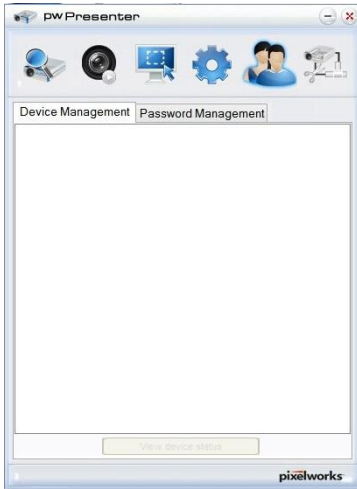 pwPresenter
Device Management Password Management
View device status
pixelworks